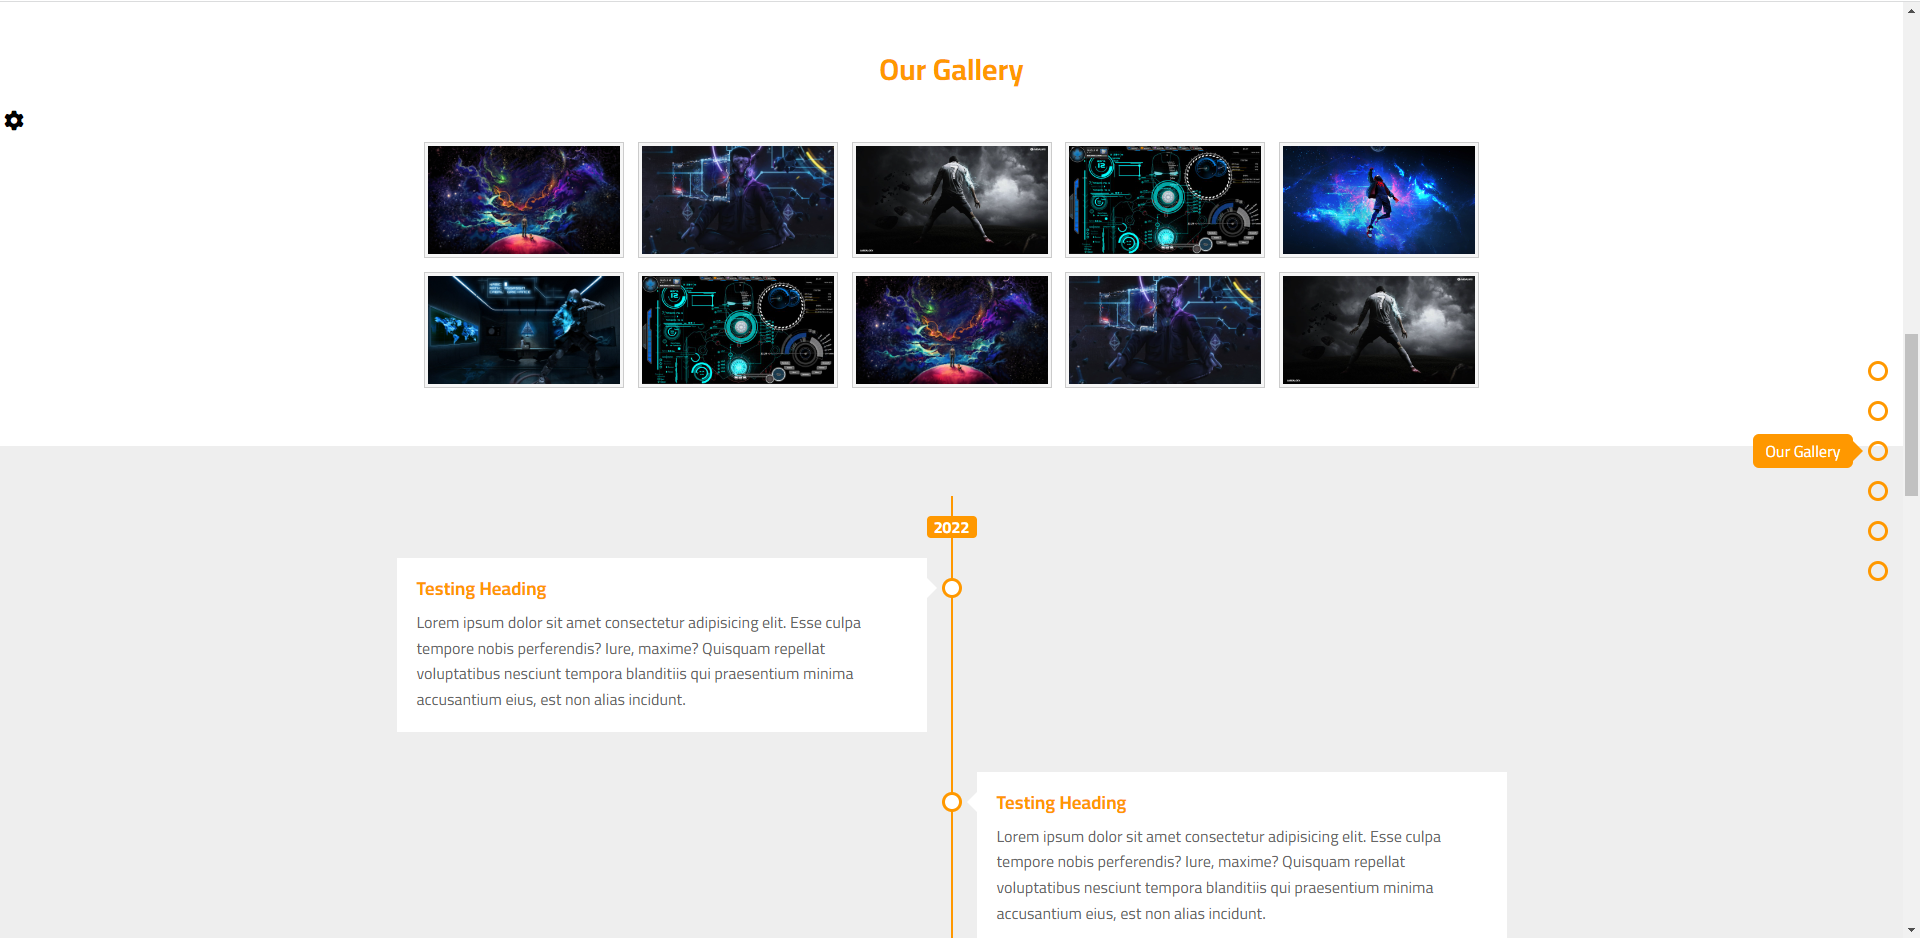 Our Gallery
Our Gallery
2022
Testing Heading
Lorem ipsum dolor sit amet consectetur adipisicing elit. Esse culpa
tempore nobis perferendis? Iure, maxime? Quisquam repellat
voluptatibus nesciunt tempora blanditiis qui praesentium minima
accusantium eius, est non alias incidunt.
Testing Heading
Lorem ipsum dolor sit amet consectetur adipisicing elit. Esse culpa
tempore nobis perferendis? Iure, maxime? Quisquam repellat
voluptatibus nesciunt tempora blanditiis qui praesentium minima
accusantium eius, est non alias incidunt.